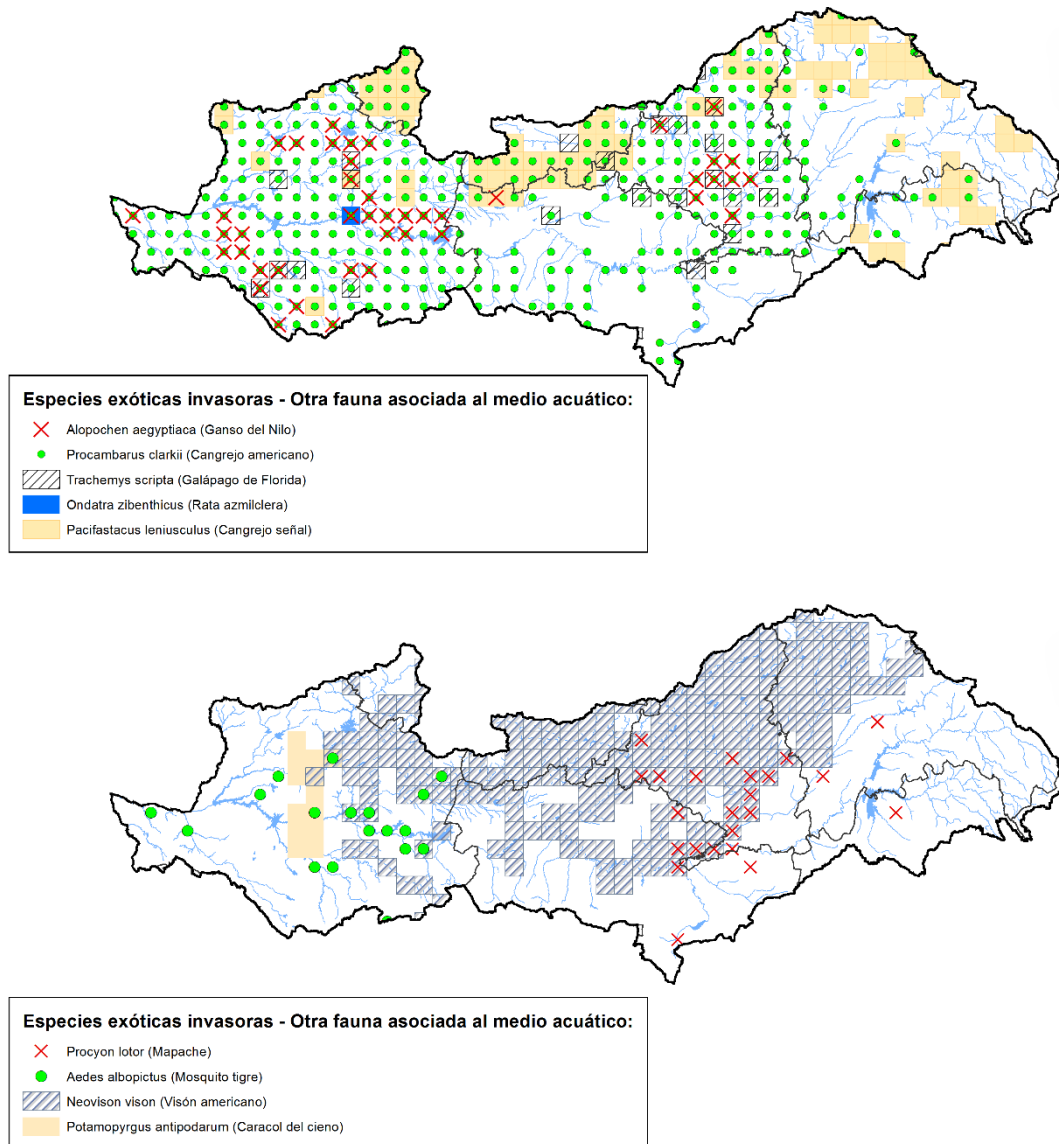 Especies exóticas invasoras - Otra fauna asociada al medio acuático:
Alopochen aegyptiaca (Ganso del Nilo)
Procambarus clarkii (Cangrejo americano)
Trachemys scripta (Galápago de Florida)
Ondatra zibenthicus (Rata azmilclera)
Pacifastacus leniusculus (Cangrejo señal)
Especies exóticas invasoras - Otra fauna asociada al medio acuático:
Procyon lotor (Mapache)
Aedes albopictus (Mosquito tigre)
Neovison vison (Visón americano)
Potamopyrgus antipodarum (Caracol del cieno)